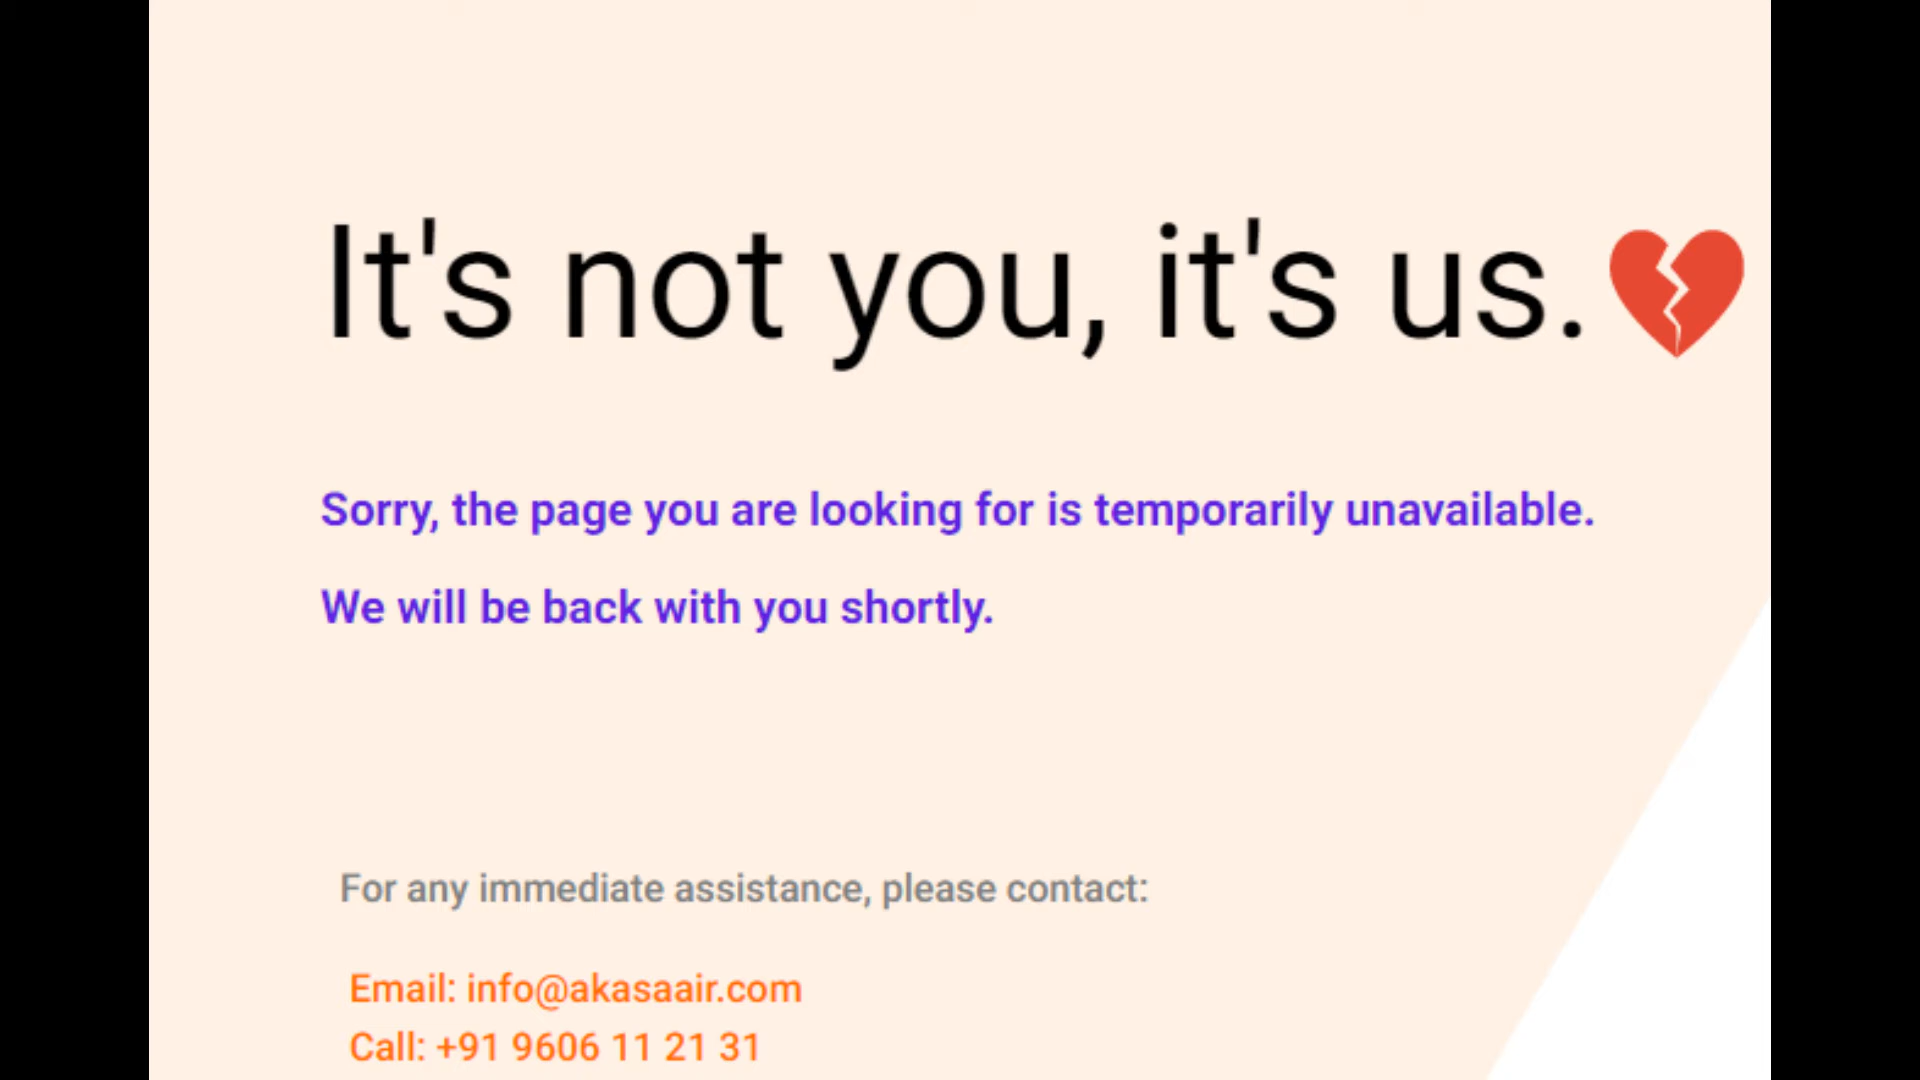 It's not you, it's us.💔
Sorry, the page you are looking for is temporarily unavailable.
We will be back with you shortly.
For any immediate assistance, please contact:
Email: info@akasaair.com
Call: +91 9606 11 21 31